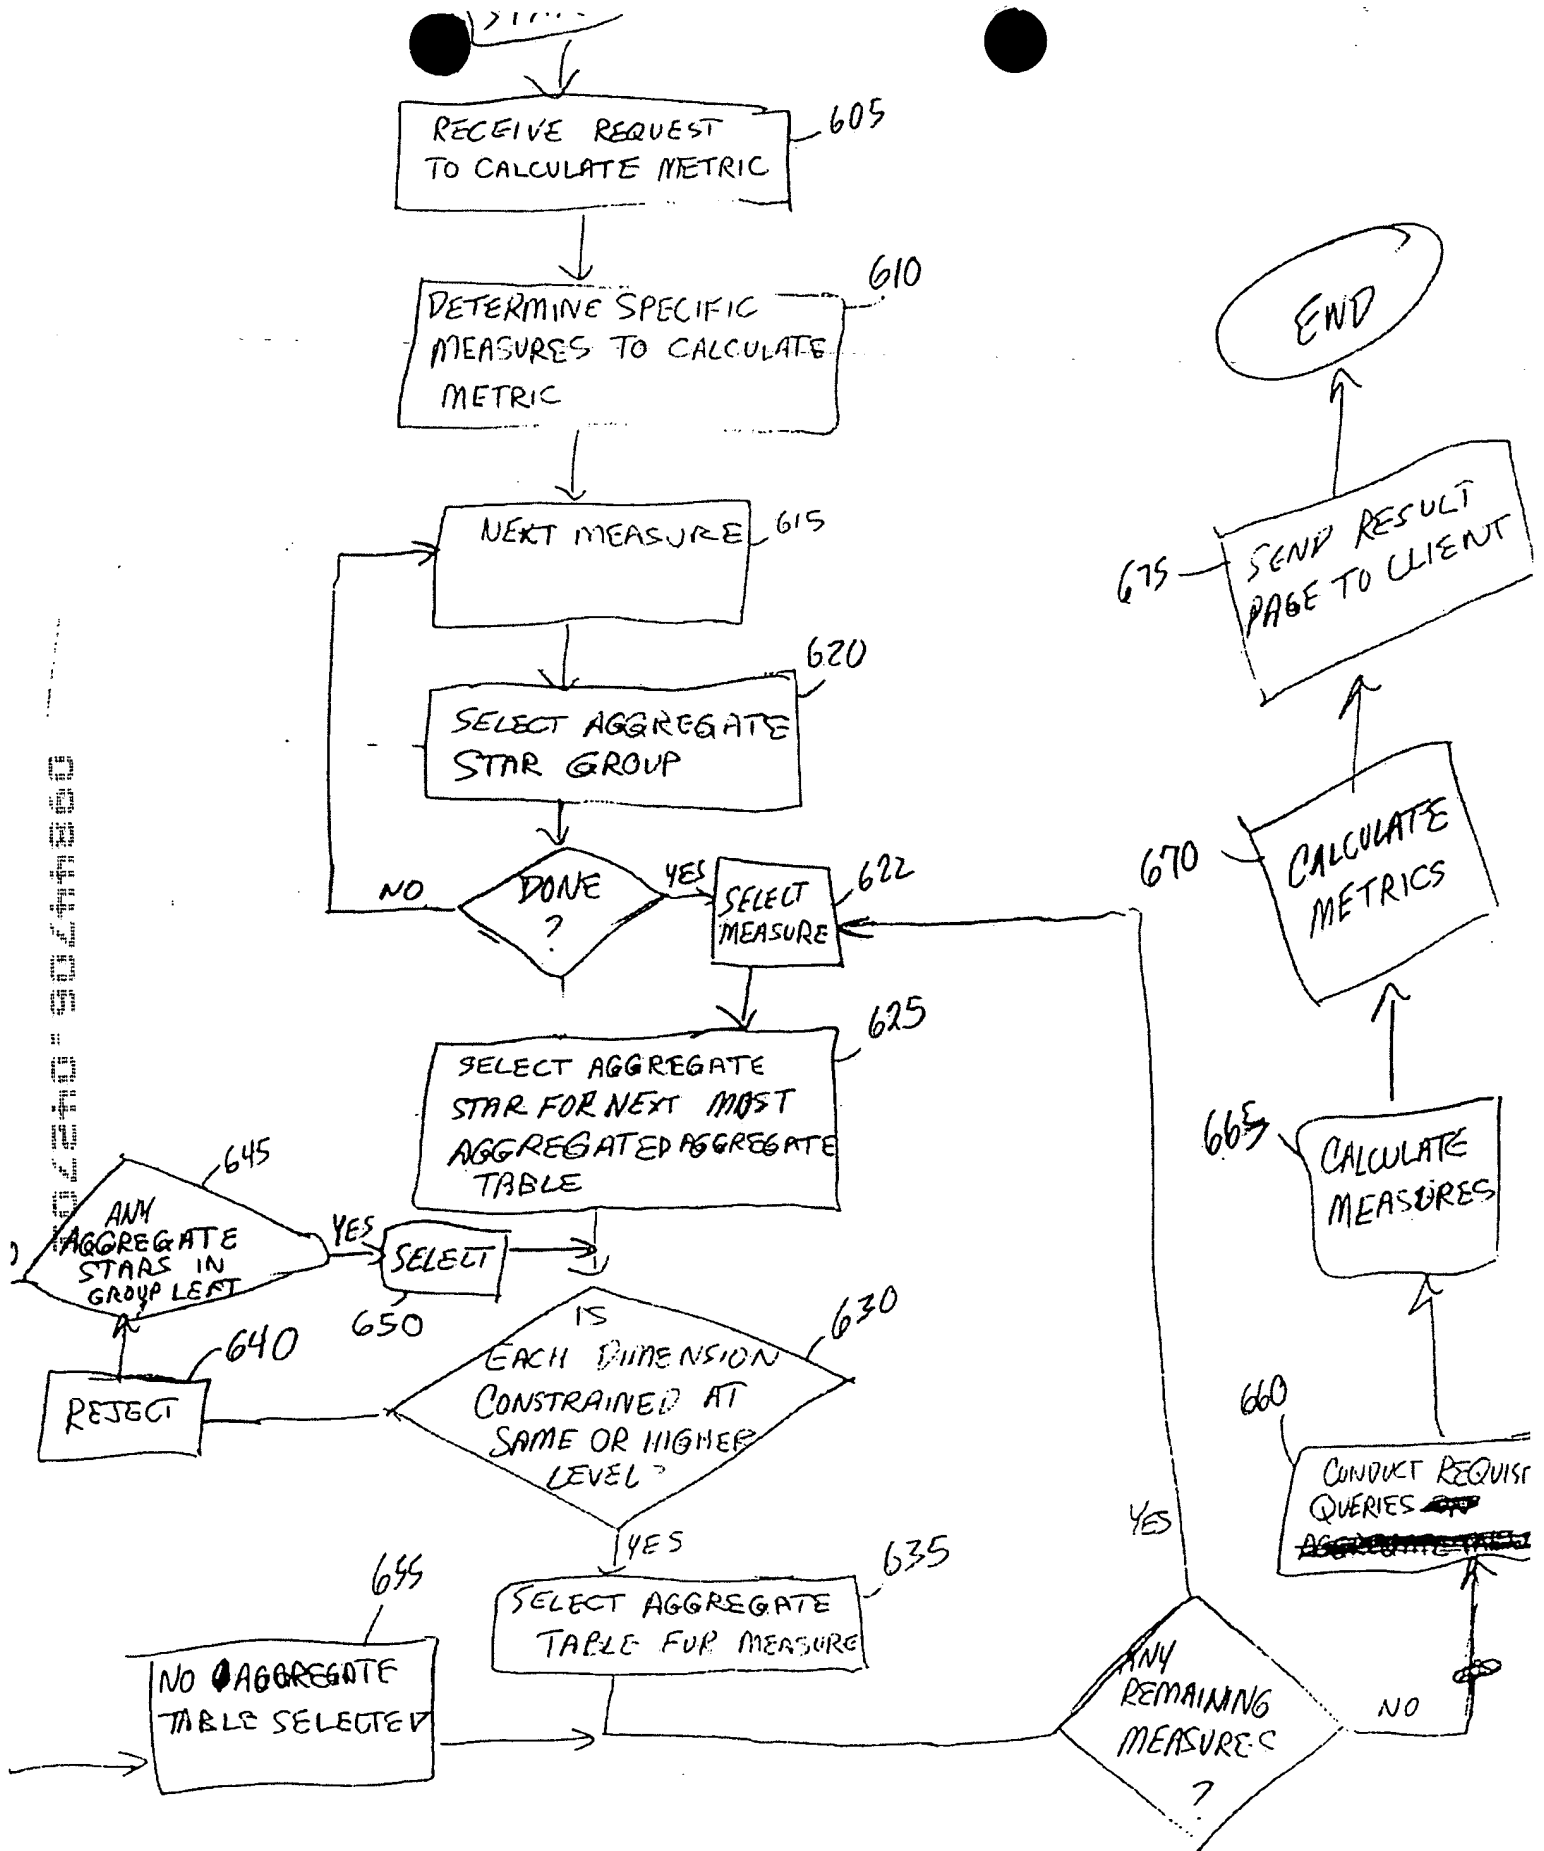 605
RECEIVE REQUEST
TO CALCULATE METRIC
610
DETERMINE SPECIFIC
MEASURES TO CALCULATE
METRIC
NEXT MEASURE
615
620
SELECT AGGREGATE
STAR GROUP
DONE
?
NO
YES
622
SELECT
MEASURE
625
SELECT AGGREGATE
STAR FOR NEXT MOST
AGGREGATED AGGREGATE
TABLE
645
ANY
AGGREGATE
STARS IN
GROUP LEFT
YES
SELECT
650
640
REJECT
630
IS
EACH DIMENSION
CONSTRAINED AT
SAME OR HIGHER
LEVEL?
YES
635
SELECT AGGREGATE
TABLE FOR MEASURE
655
NO AGGREGATE
TABLE SELECTED
YES
ANY
REMAINING
MEASURES
?
NO
660
CONDUCT REQUIS
QUERIES
665
CALCULATE
MEASURES
670
CALCULATE
METRICS
675
SEND RESULT
PAGE TO CLIENT
END